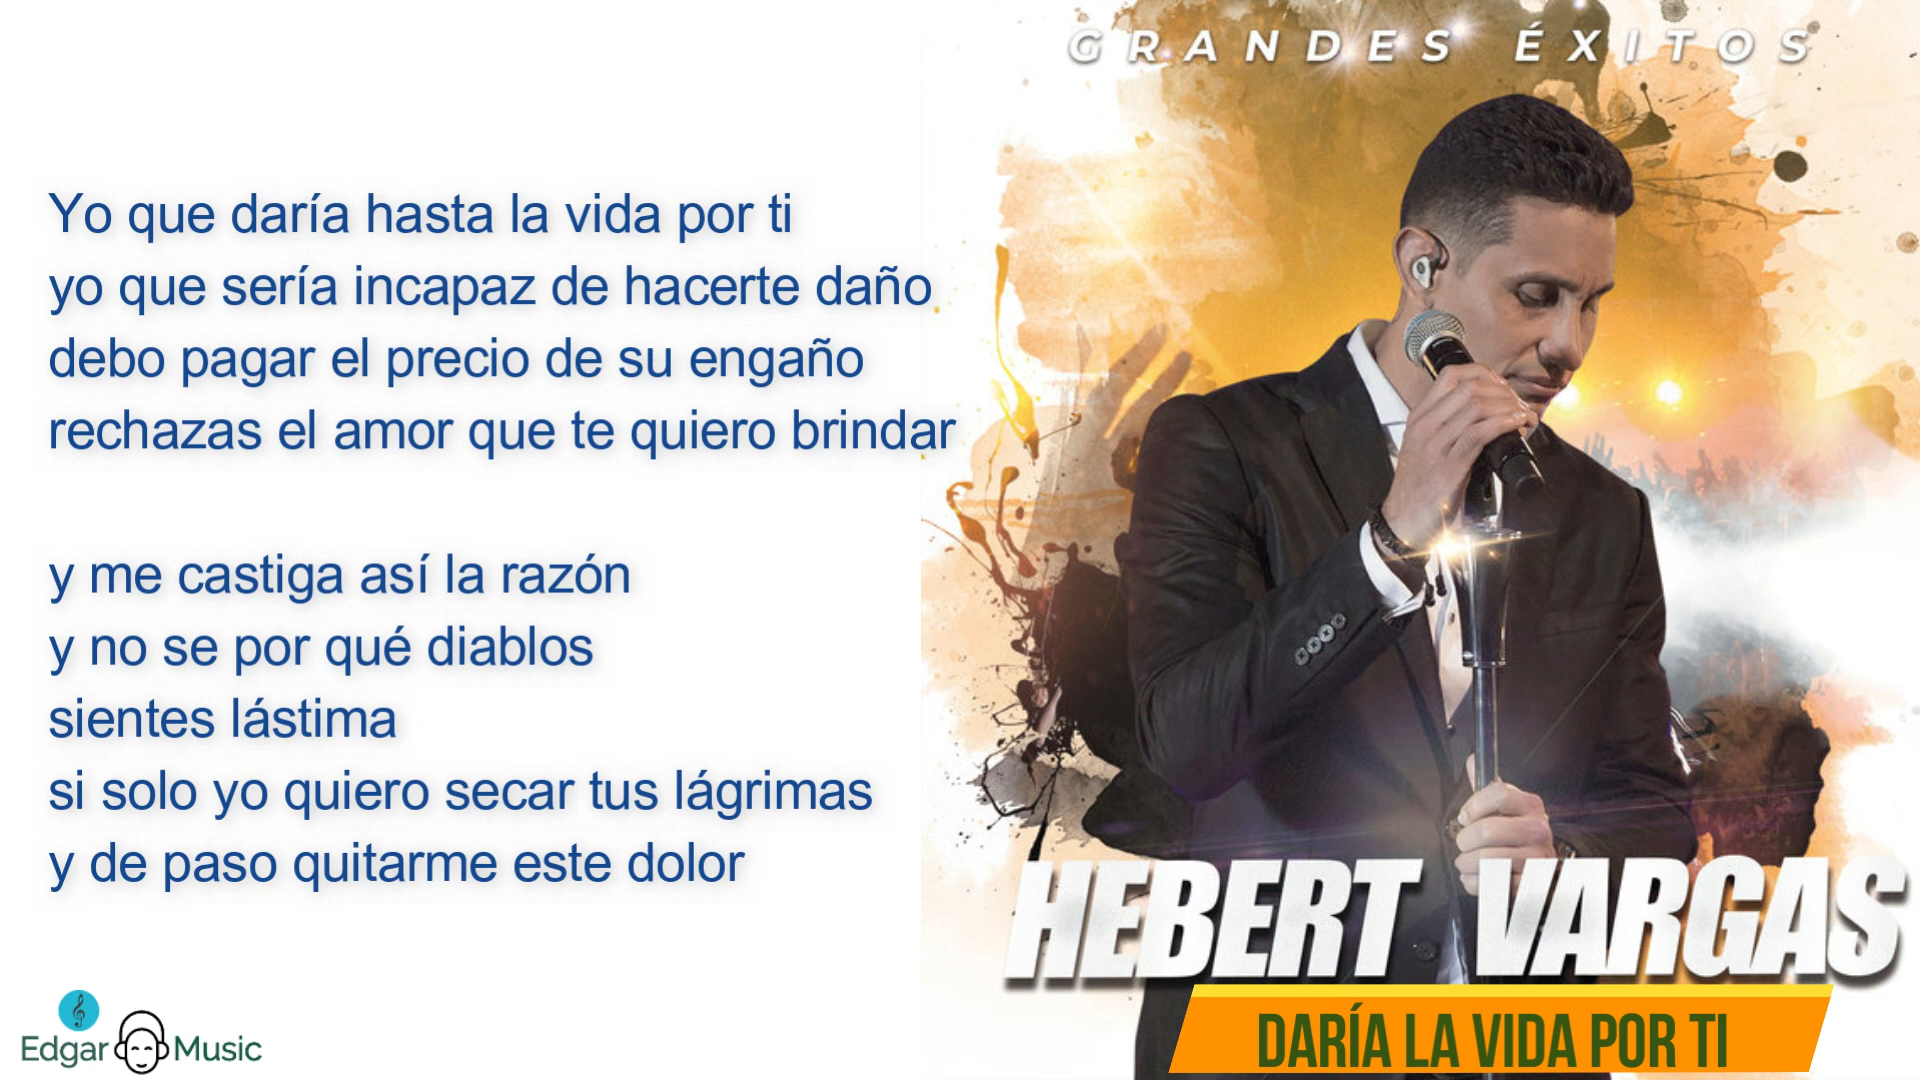 Yo que daría hasta la vida por ti
yo que sería incapaz de hacerte daño
debo pagar el precio de su engaño
rechazas el amor que te quiero brindar
y me castiga así la razón
y no se por qué diablos
sientes lástima
si solo yo quiero secar tus lágrimas
y de paso quitarme este dolor
Edgar Music
GRANDES ÉXITOS
HEBERT VARGAS
DARÍA LA VIDA POR TI